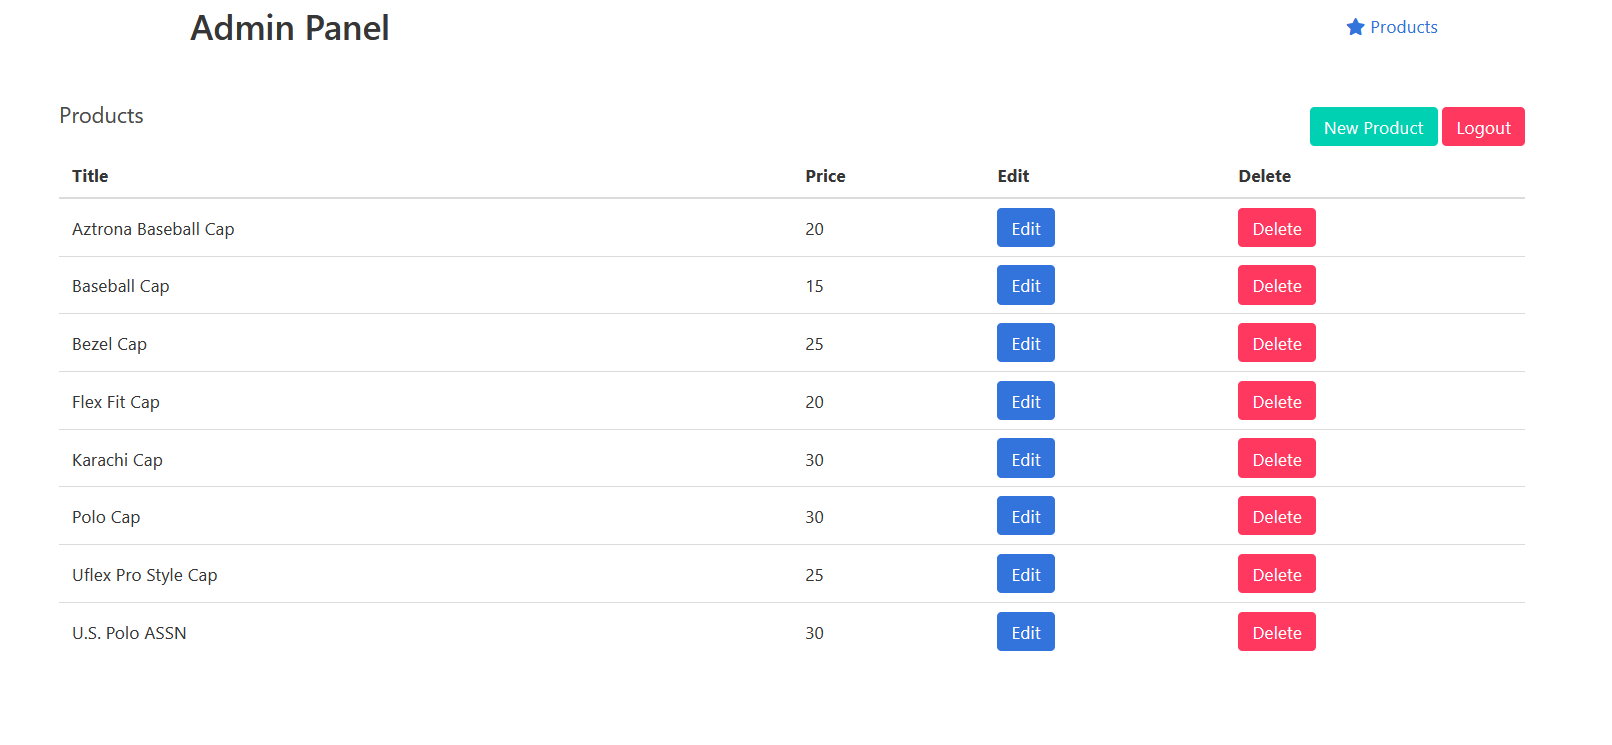 Admin Panel
Products
Products
New Product Logout
Title Price Edit Delete
Aztrona Baseball Cap 20 Edit Delete
Baseball Cap 15 Edit Delete
Bezel Cap 25 Edit Delete
Flex Fit Cap 20 Edit Delete
Karachi Cap 30 Edit Delete
Polo Cap 30 Edit Delete
Uflex Pro Style Cap 25 Edit Delete
U.S. Polo ASSN 30 Edit Delete